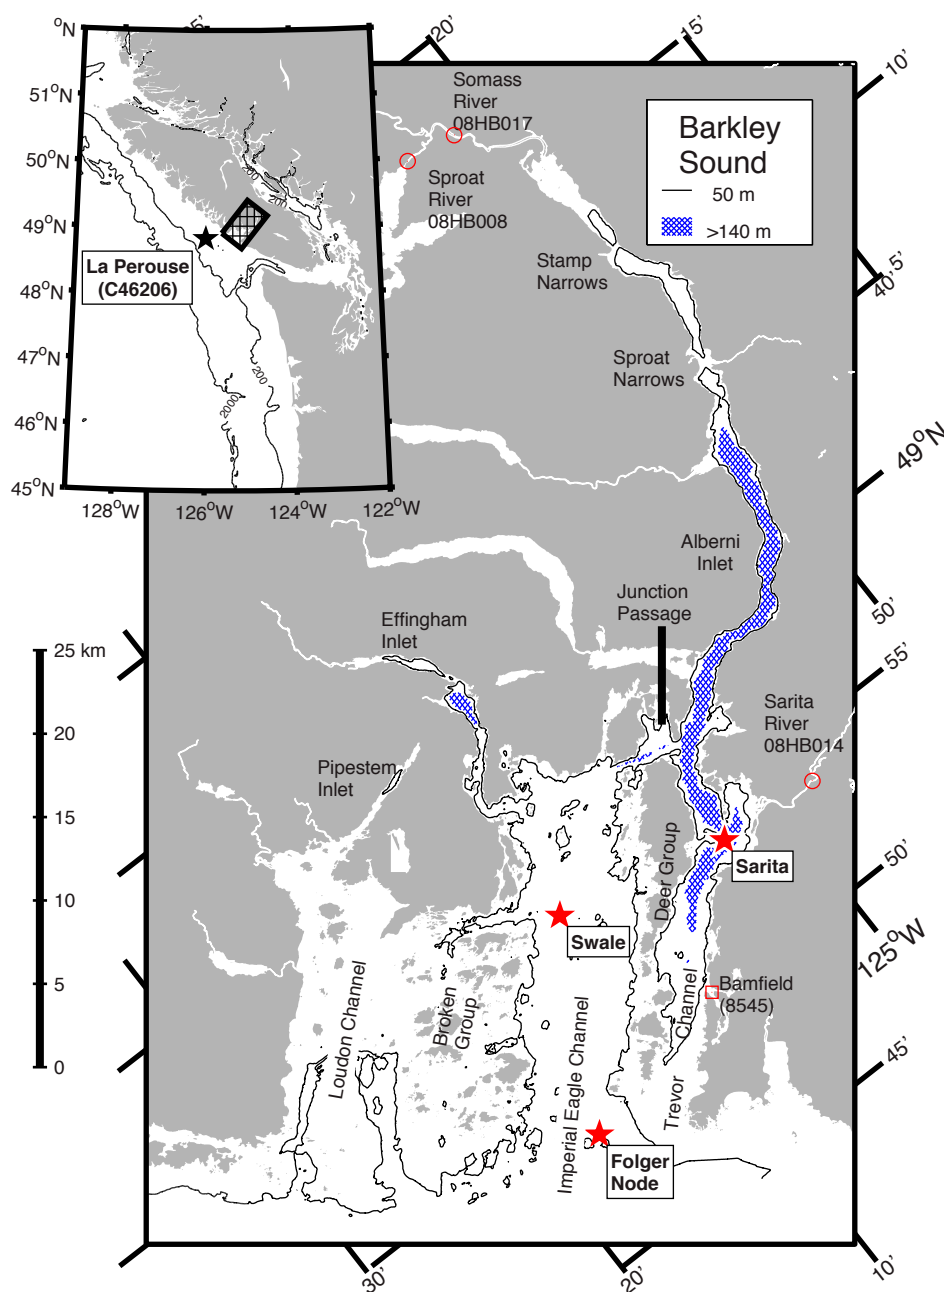 °N
25'
20'
15'
10'
51°N
50°N
49°N
48°N
47°N
46°N
45°N
128°W
126°W
124°W
122°W
200
200
200
2000
La Perouse
(C46206)
Somass
River
08HB017
Sproat
River
08HB008
Barkley
Sound
50 m
>140 m
Stamp
Narrows
5'
40'
Sproat
Narrows
49°N
Alberni
Inlet
Junction
Passage
50'
Effingham
Inlet
55'
25 km
20
15
10
5
0
Sarita
River
08HB014
Pipestem
Inlet
Deer Group
Sarita
50'
Swale
125°W
Bamfield
(8545)
Loudon Channel
Broken
Group
Imperial Eagle Channel
Trevor
Channel
45'
Folger
Node
30'
20'
10'